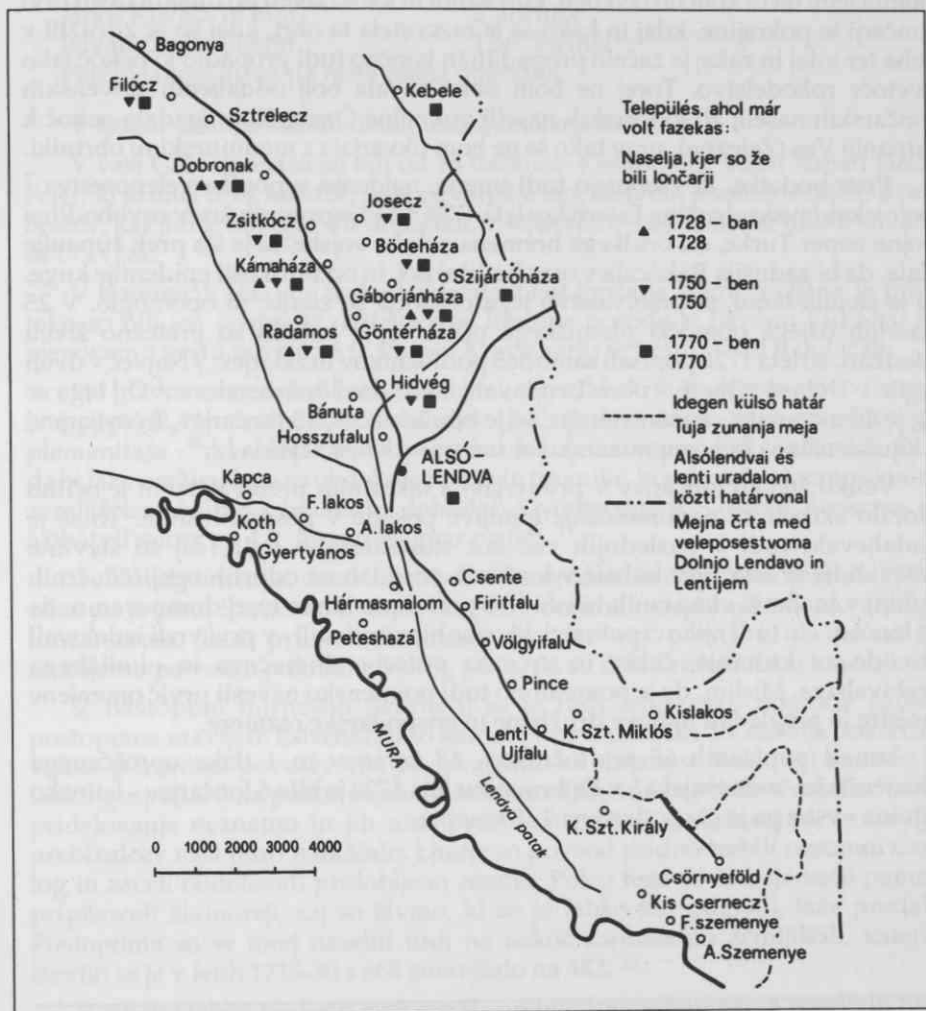 Bagonya
Filócz
Sztrelecz
Kebele
Dobronak
Zsitkócz
Josecz
Bödeháza
Kámaháza
Szijártóháza
Gáborjánháza
Radamos
Göntérháza
Hidvég
Bánuta
Hosszufalu
ALSÓ-
LENDVA
Kapca
F. lakos
Koth
A. lakos
Gyertyános
Csente
Hármasmalom
Firitfalu
Peteshazá
Völgyifalu
Pince
Kislakos
Lenti
Ujfalu
K. Szt. Miklós
MURA
Lendva patak
K. Szt. Király
Csörnyeföld
Kis Csernecz
F. szemenye
A. Szemenye
0 1000 2000 3000 4000
Település, ahol már
volt fazekas:
Naselja, kjer so že
bili lončarji
1728 – ban
1728
1750 – ben
1750
1770 – ben
1770
Idegen külső határ
Tuja zunanja meja
Alsólendvai és
lenti uradalom
közti határvonal
Mejna črta med
veleposestvoma
Dolnjo Lendavo in
Lentijem